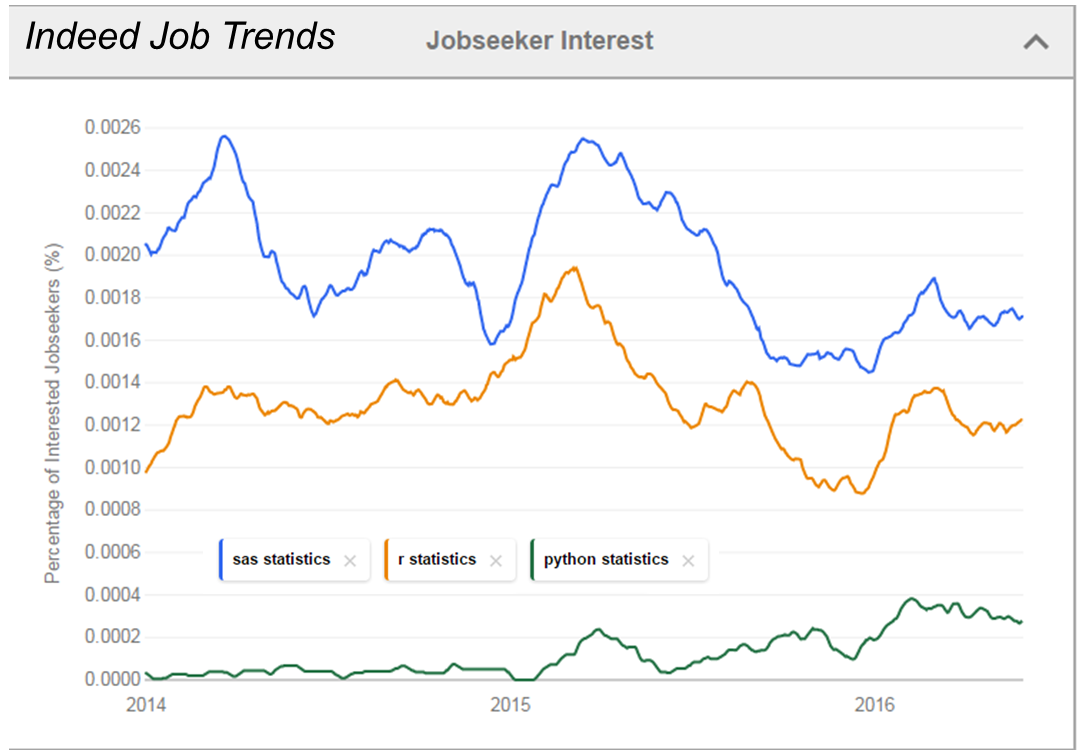 Indeed Job Trends
Jobseeker Interest
Percentage of Interested Jobseekers (%)
0.0026
0.0024
0.0022
0.0020
0.0018
0.0016
0.0014
0.0012
0.0010
0.0008
0.0006
0.0004
0.0002
0.0000
sas statistics ×
r statistics ×
python statistics ×
2014 2015 2016